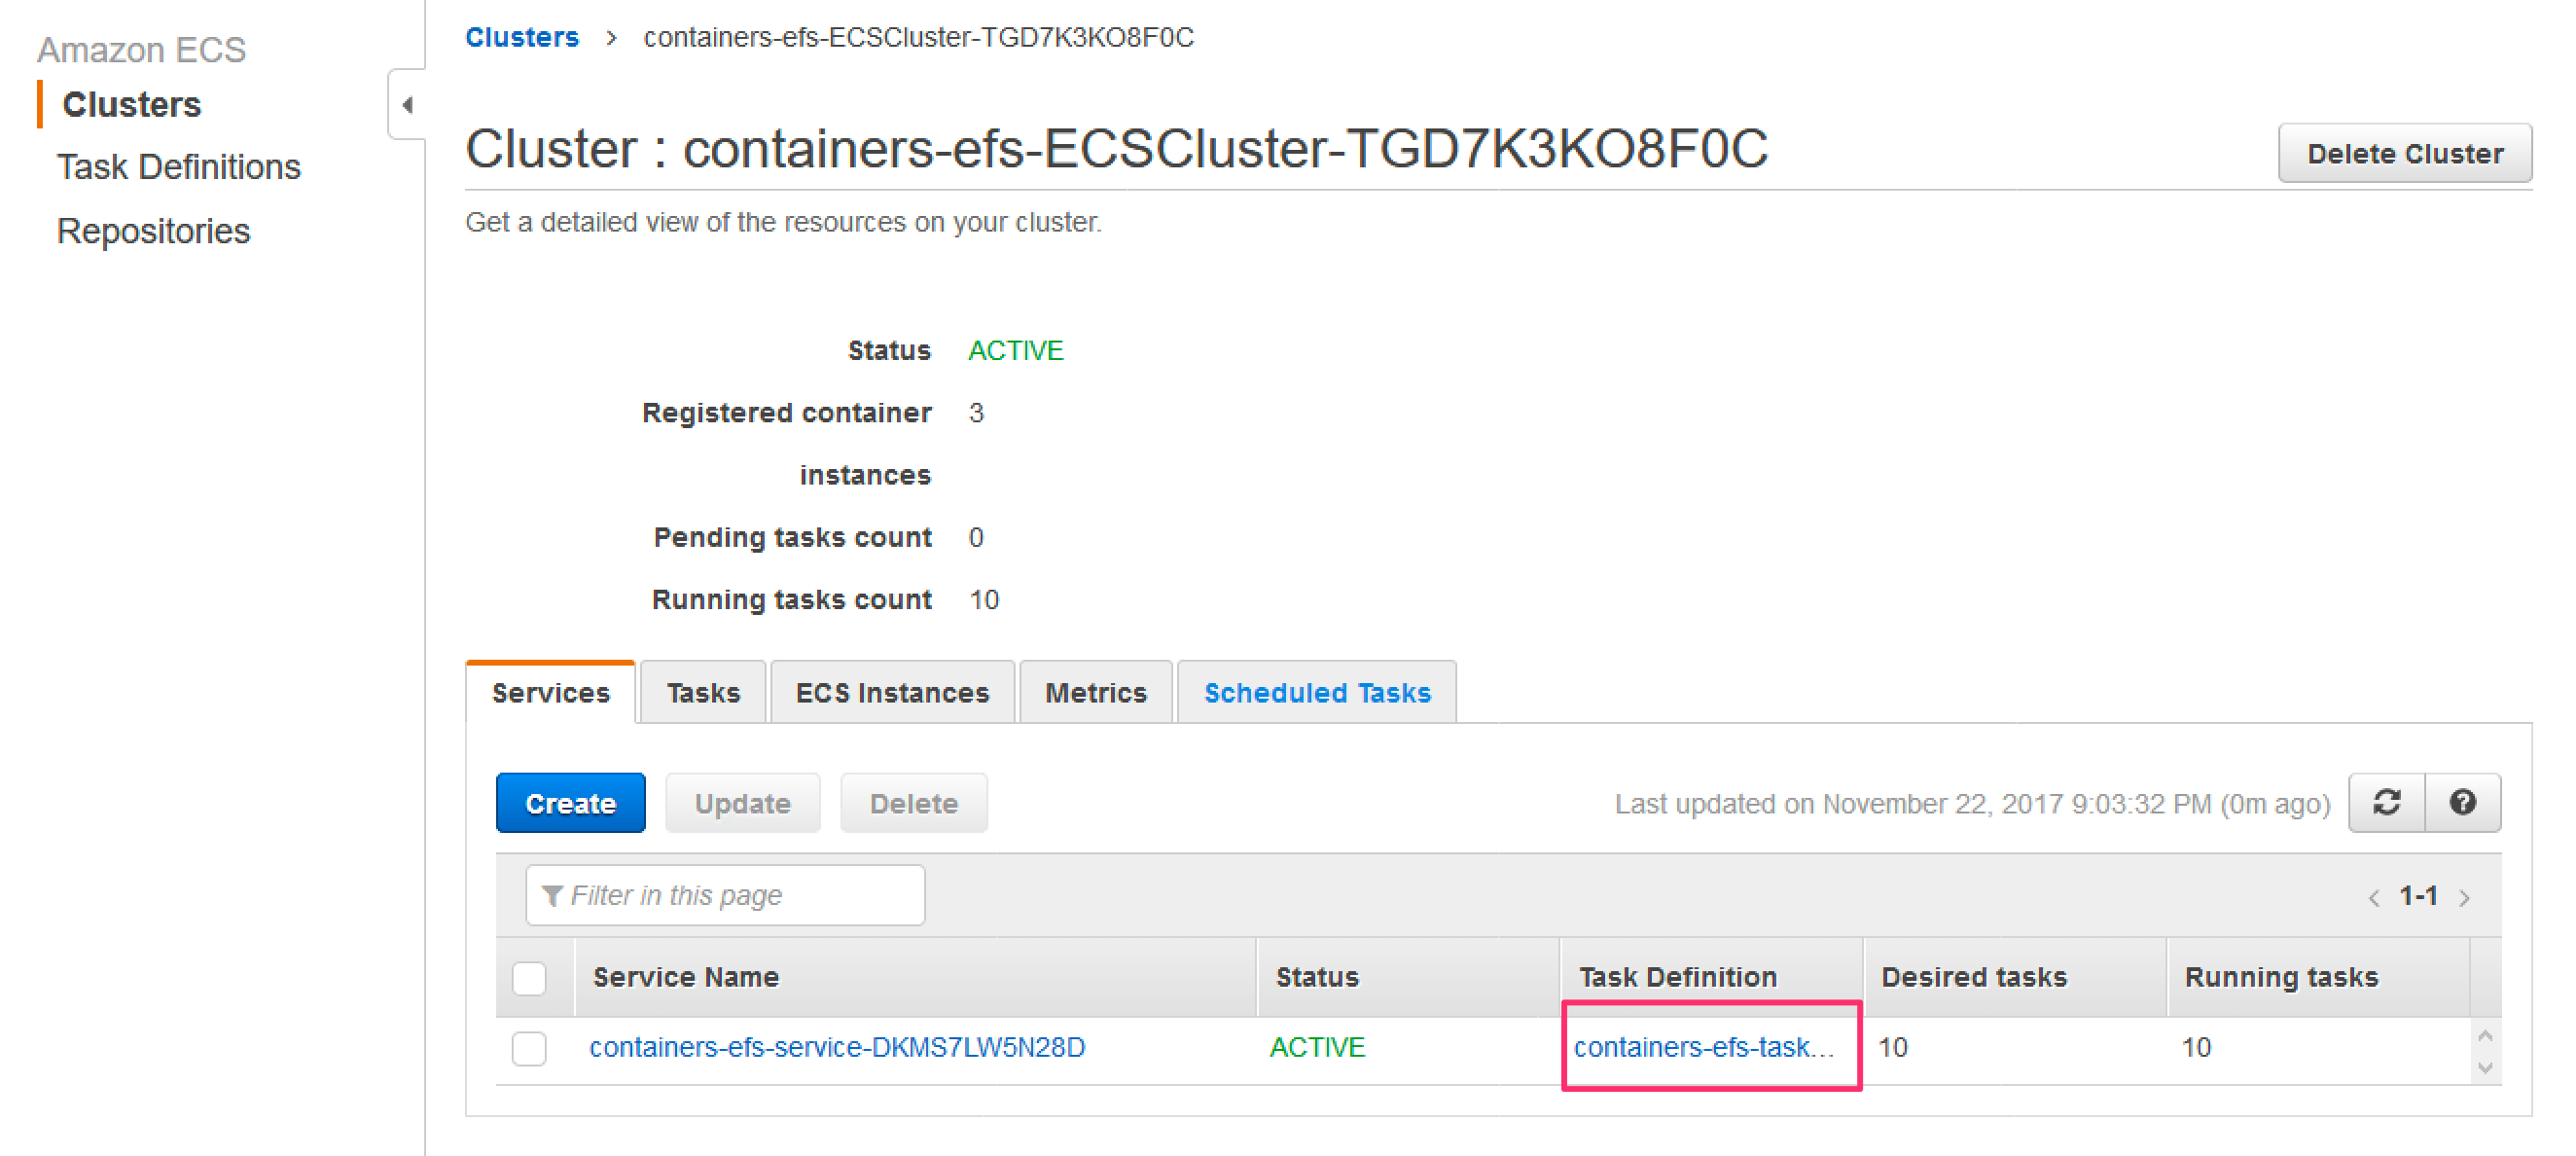 Amazon ECS
Clusters
Task Definitions
Repositories
Clusters > containers-efs-ECSCluster-TGD7K3KO8F0C
Cluster : containers-efs-ECSCluster-TGD7K3KO8F0C
Delete Cluster
Get a detailed view of the resources on your cluster.
Status ACTIVE
Registered container 3
instances
Pending tasks count 0
Running tasks count 10
Services Tasks ECS Instances Metrics Scheduled Tasks
Create Update Delete Last updated on November 22, 2017 9:03:32 PM (0m ago)
Filter in this page < 1-1 >
Service Name Status Task Definition Desired tasks Running tasks
containers-efs-service-DKMS7LW5N28D ACTIVE containers-efs-task... 10 10